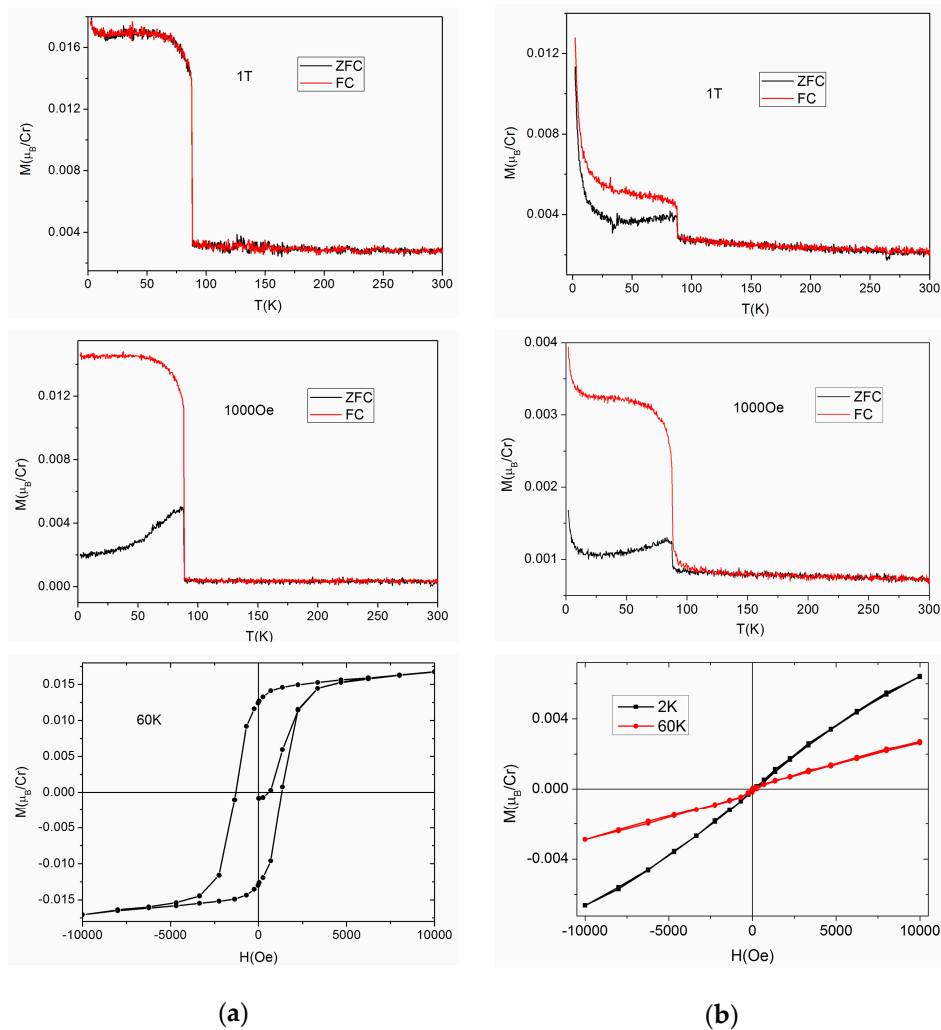 0.016
0.012
0.008
0.004
M(μB/Cr)
1T
ZFC
FC
0 50 100 150 200 250 300
T(K)
0.012
0.008
0.004
M(μB/Cr)
1T
ZFC
FC
0 50 100 150 200 250 300
T(K)
0.012
0.008
0.004
0.000
M(μB/Cr)
1000Oe
ZFC
FC
0 50 100 150 200 250 300
T(K)
0.004
0.003
0.002
0.001
M(μB/Cr)
1000Oe
ZFC
FC
0 50 100 150 200 250 300
T(K)
0.015
0.010
0.005
0.000
-0.005
-0.010
-0.015
M(μB/Cr)
60K
-10000 -5000 0 5000 10000
H(Oe)
0.004
0.000
-0.004
M(μB/Cr)
2K
60K
-10000 -5000 0 5000 10000
H(Oe)
(a)
(b)